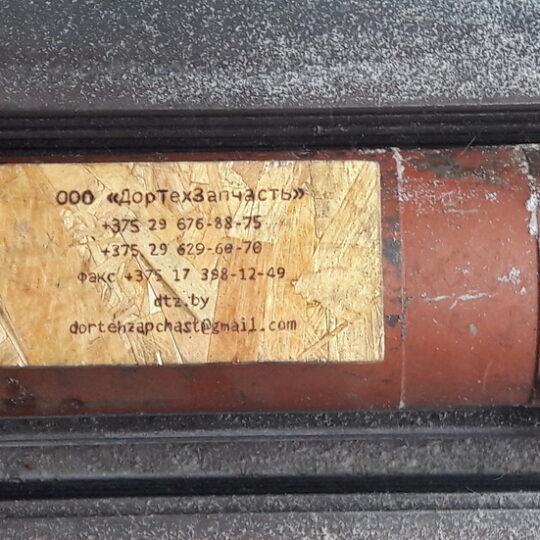 ООО «ДорТехЗапчасть»
+375 29 676-88-75
+375 29 629-60-70
Факс +375 17 398-12-49
dtz.by
dortehzapchast@gmail.com